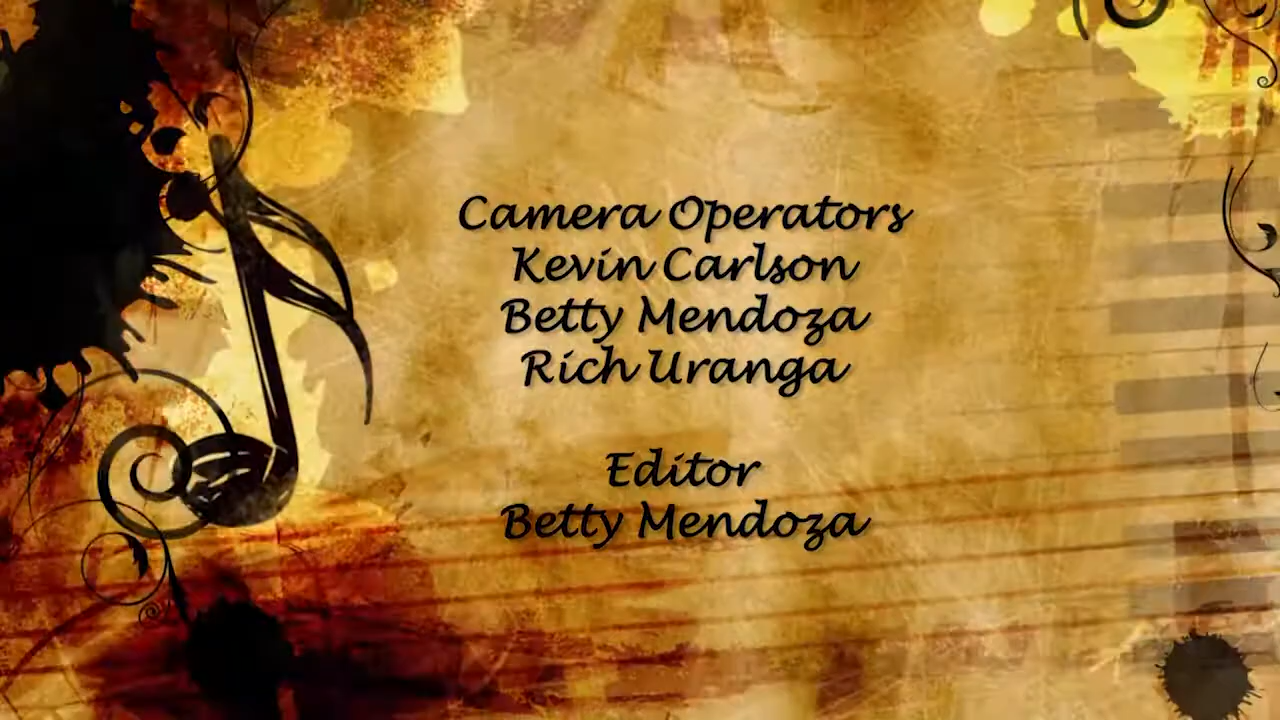 Camera Operators
Kevin Carlson
Betty Mendoza
Rich Uranga
Editor
Betty Mendoza